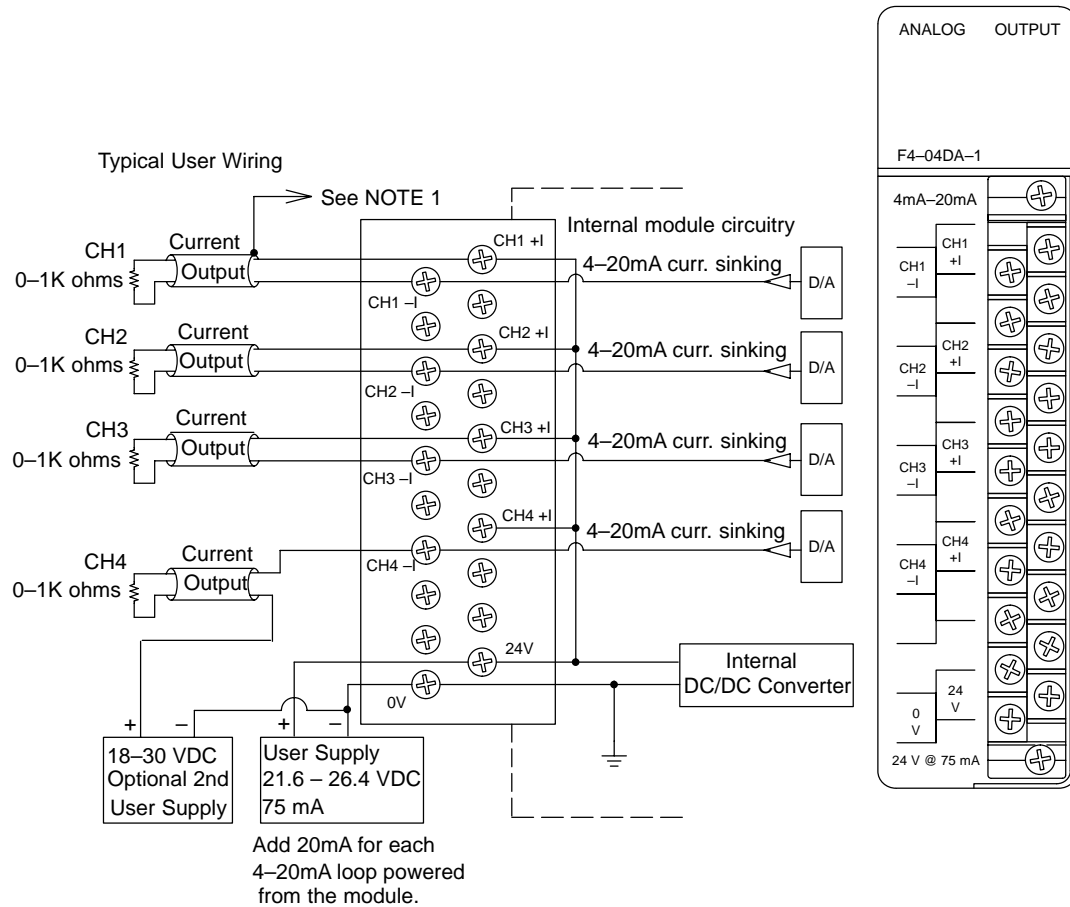 Typical User Wiring
See NOTE 1
Internal module circuitry
CH1
0–1K ohms
Current
Output
CH1 +I
CH1 –I
4–20mA curr. sinking
D/A
CH2
0–1K ohms
Current
Output
CH2 +I
CH2 –I
4–20mA curr. sinking
D/A
CH3
0–1K ohms
Current
Output
CH3 +I
CH3 –I
4–20mA curr. sinking
D/A
CH4
0–1K ohms
Current
Output
CH4 +I
CH4 –I
4–20mA curr. sinking
D/A
24V
0V
Internal
DC/DC Converter
+ –
18–30 VDC
Optional 2nd
User Supply
+ –
User Supply
21.6 – 26.4 VDC
75 mA
Add 20mA for each
4–20mA loop powered
from the module.
ANALOG OUTPUT
F4–04DA–1
4mA–20mA
CH1
+I
CH1
–I
CH2
+I
CH2
–I
CH3
+I
CH3
–I
CH4
+I
CH4
–I
24
V
0
V
24 V @ 75 mA